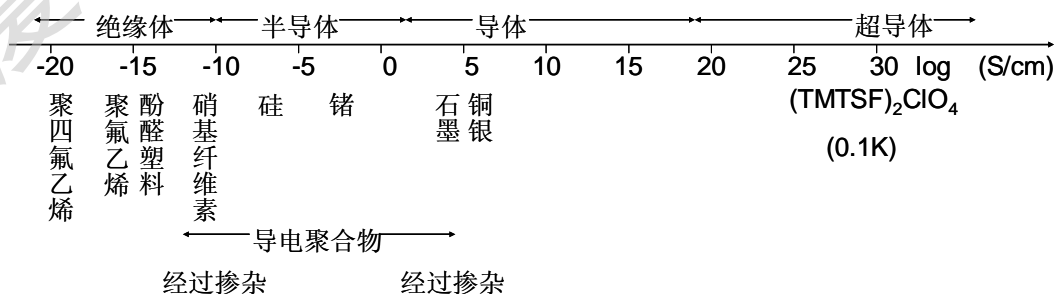 绝缘体 半导体 导体 超导体
-20 -15 -10 -5 0 5 10 15 20 25 30 log (S/cm)
聚四氟乙烯 聚氟乙烯 酚醛塑料 硝基纤维素 硅 锗 石墨 铜银 (TMTSF)₂ClO₄
(0.1K)
导电聚合物
经过掺杂 经过掺杂